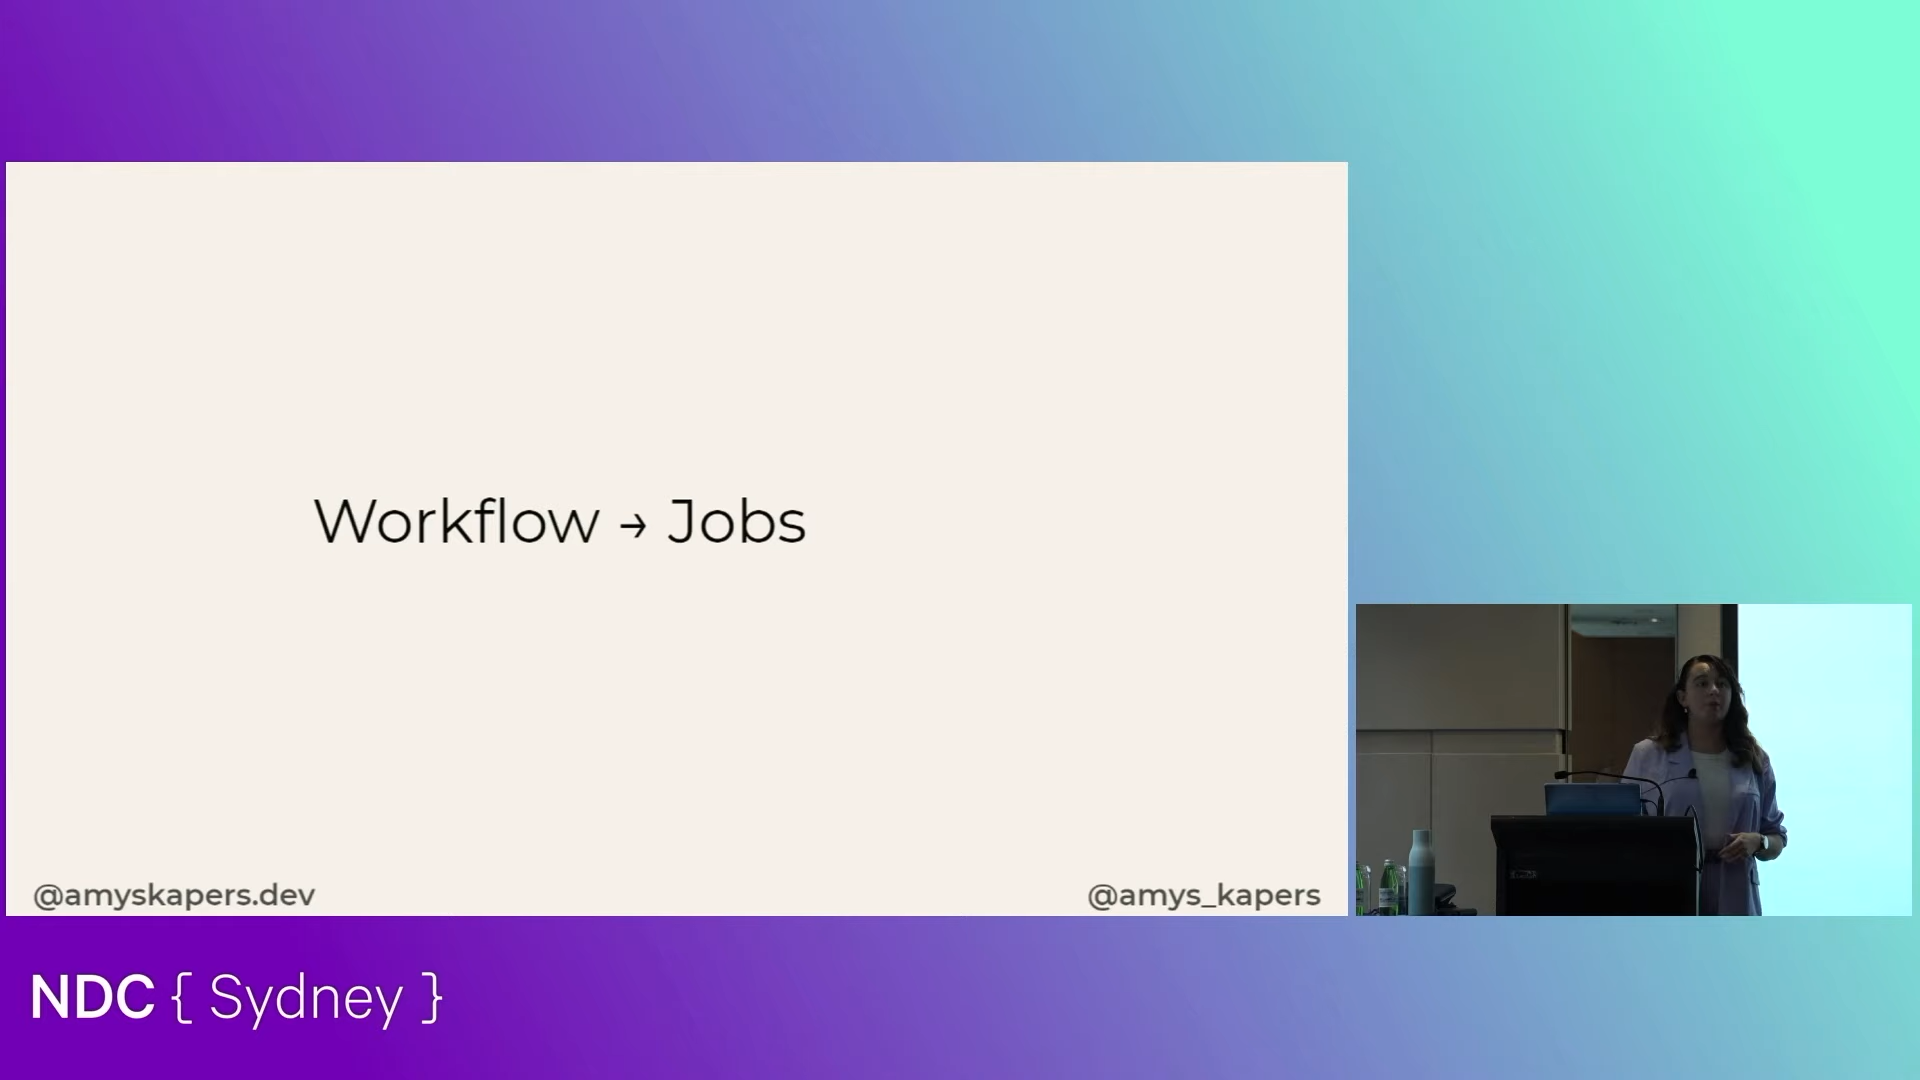 Workflow → Jobs
@amyskapers.dev
@amys_kapers
NDC { Sydney }